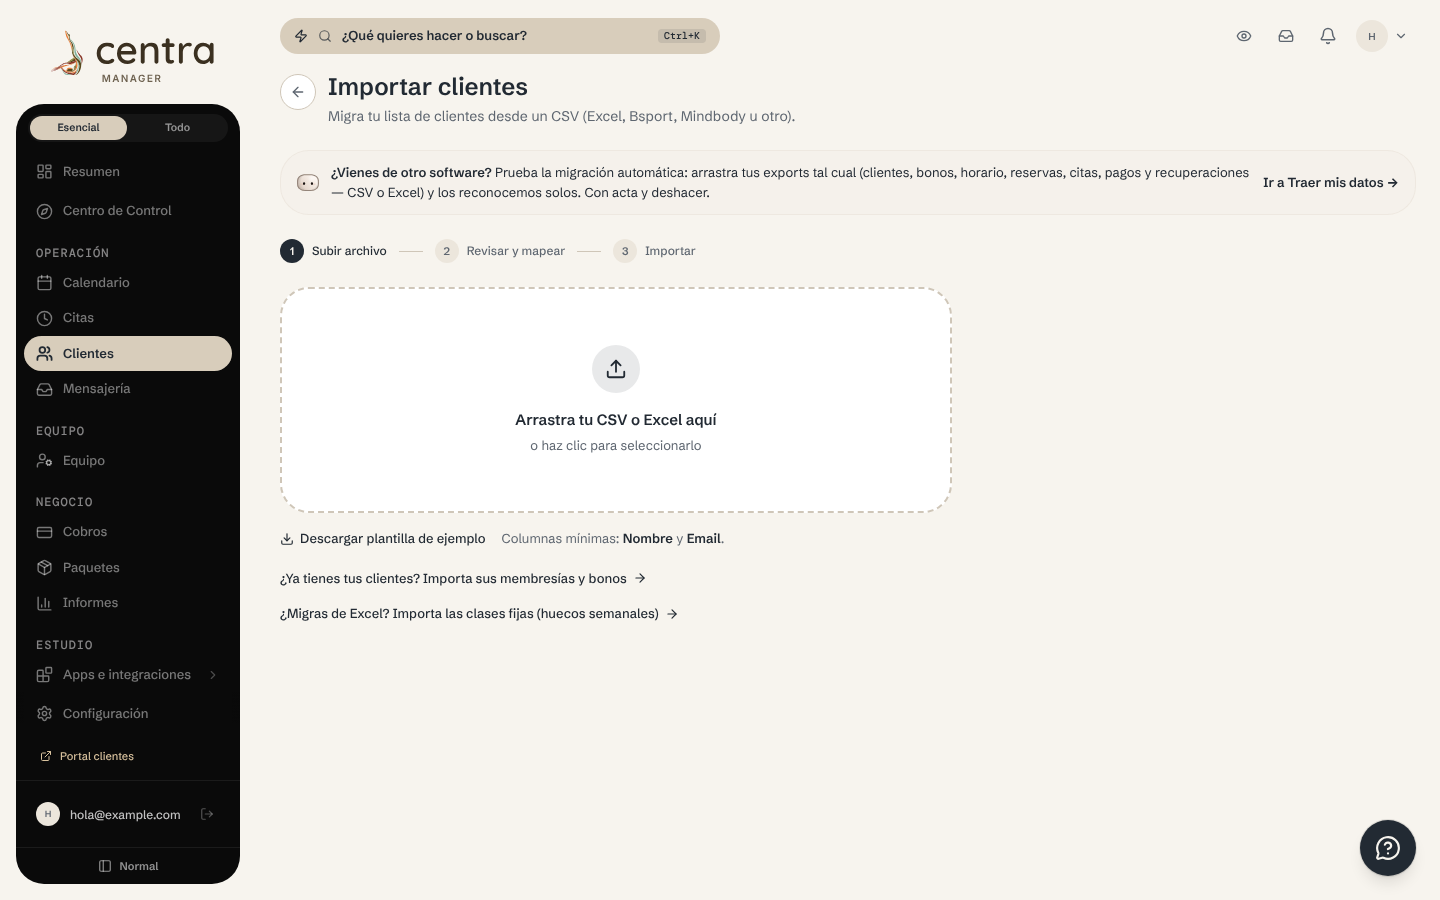 centra
MANAGER
Esencial
Todo
Resumen
Centro de Control
OPERACIÓN
Calendario
Citas
Clientes
Mensajería
EQUIPO
Equipo
NEGOCIO
Cobros
Paquetes
Informes
ESTUDIO
Apps e integraciones
Configuración
Portal clientes
H
hola@example.com
Normal
¿Qué quieres hacer o buscar?
Ctrl+K
H
Importar clientes
Migra tu lista de clientes desde un CSV (Excel, Bsport, Mindbody u otro).
¿Vienes de otro software? Prueba la migración automática: arrastra tus exports tal cual (clientes, bonos, horario, reservas, citas, pagos y recuperaciones
— CSV o Excel) y los reconocemos solos. Con acta y deshacer.
Ir a Traer mis datos →
1 Subir archivo
2 Revisar y mapear
3 Importar
Arrastra tu CSV o Excel aquí
o haz clic para seleccionarlo
Descargar plantilla de ejemplo
Columnas mínimas: Nombre y Email.
¿Ya tienes tus clientes? Importa sus membresías y bonos →
¿Migras de Excel? Importa las clases fijas (huecos semanales) →